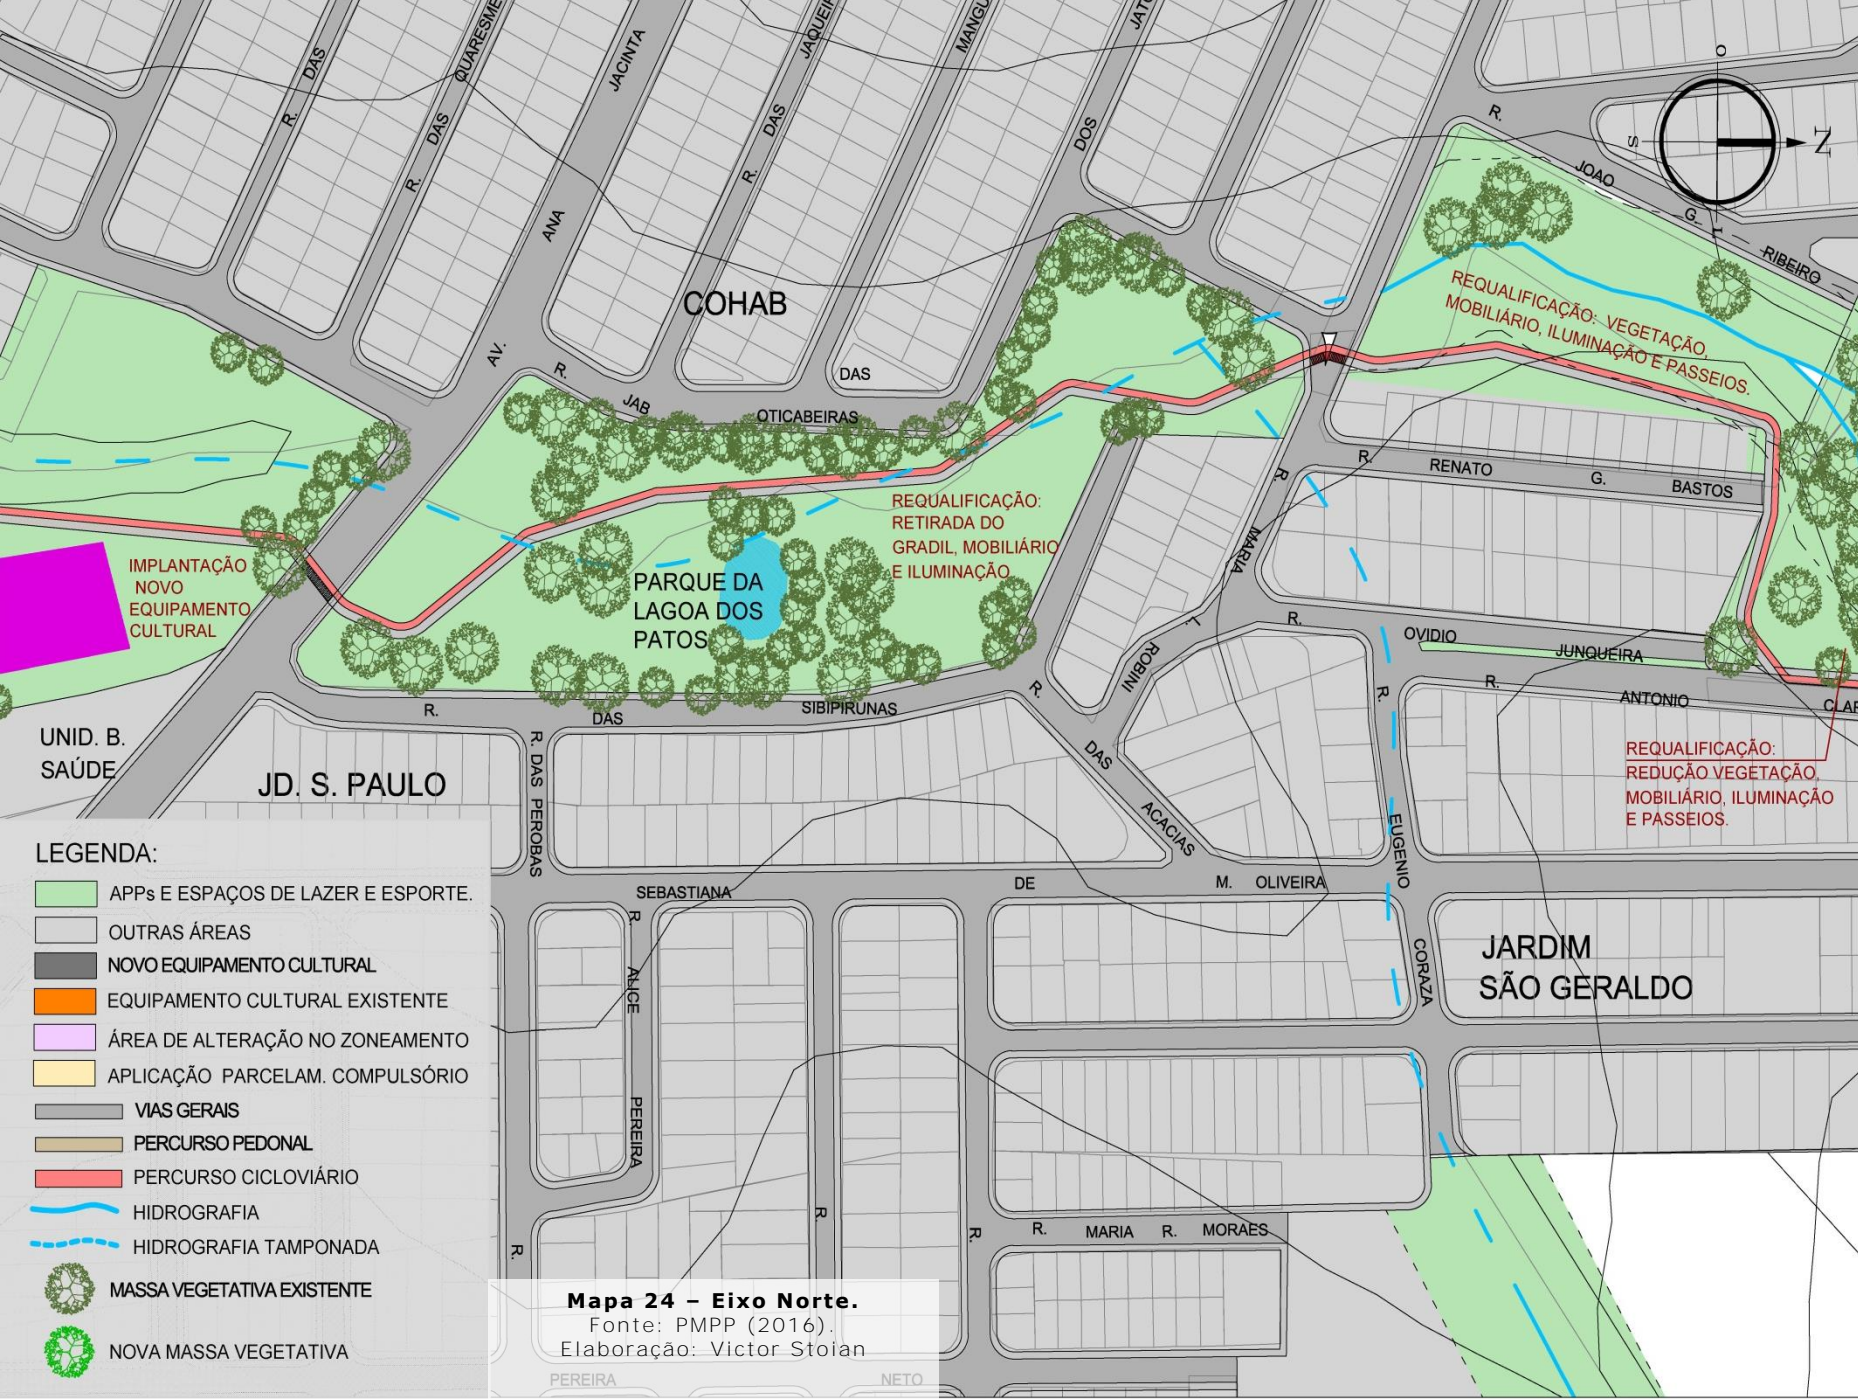 R. DAS
R. DAS QUARESME
AV. ANA JACINTA
R. DAS JAQUEIR
MANGU
DOS JATO
R. JOAO G. L RIBEIRO
O
S
N
COHAB
REQUALIFICAÇÃO: VEGETAÇÃO,
MOBILIÁRIO, ILUMINAÇÃO E PASSEIOS.
R. JAB OTICABEIRAS
DAS
R. RENATO G. BASTOS
REQUALIFICAÇÃO:
RETIRADA DO
GRADIL, MOBILIÁRIO
E ILUMINAÇÃO
IMPLANTAÇÃO
NOVO
EQUIPAMENTO
CULTURAL
PARQUE DA
LAGOA DOS
PATOS
R. MARIA L. ROBINI
R. OVIDIO JUNQUEIRA
R. ANTONIO CLAR
R. DAS SIBIPIRUNAS
R. DAS ACACIAS
UNID. B.
SAÚDE
JD. S. PAULO
R. DAS PEROBAS
R. EUGENIO CORAZA
REQUALIFICAÇÃO:
REDUÇÃO VEGETAÇÃO,
MOBILIÁRIO, ILUMINAÇÃO
E PASSEIOS.
SEBASTIANA DE M. OLIVEIRA
R. ALICE PEREIRA
JARDIM
SÃO GERALDO
R.
R.
R.
R. MARIA R. MORAES
PEREIRA NETO
LEGENDA:
APPs E ESPAÇOS DE LAZER E ESPORTE.
OUTRAS ÁREAS
NOVO EQUIPAMENTO CULTURAL
EQUIPAMENTO CULTURAL EXISTENTE
ÁREA DE ALTERAÇÃO NO ZONEAMENTO
APLICAÇÃO PARCELAM. COMPULSÓRIO
VIAS GERAIS
PERCURSO PEDONAL
PERCURSO CICLOVIÁRIO
HIDROGRAFIA
HIDROGRAFIA TAMPONADA
MASSA VEGETATIVA EXISTENTE
NOVA MASSA VEGETATIVA
Mapa 24 – Eixo Norte.
Fonte: PMPP (2016).
Elaboração: Victor Stoian